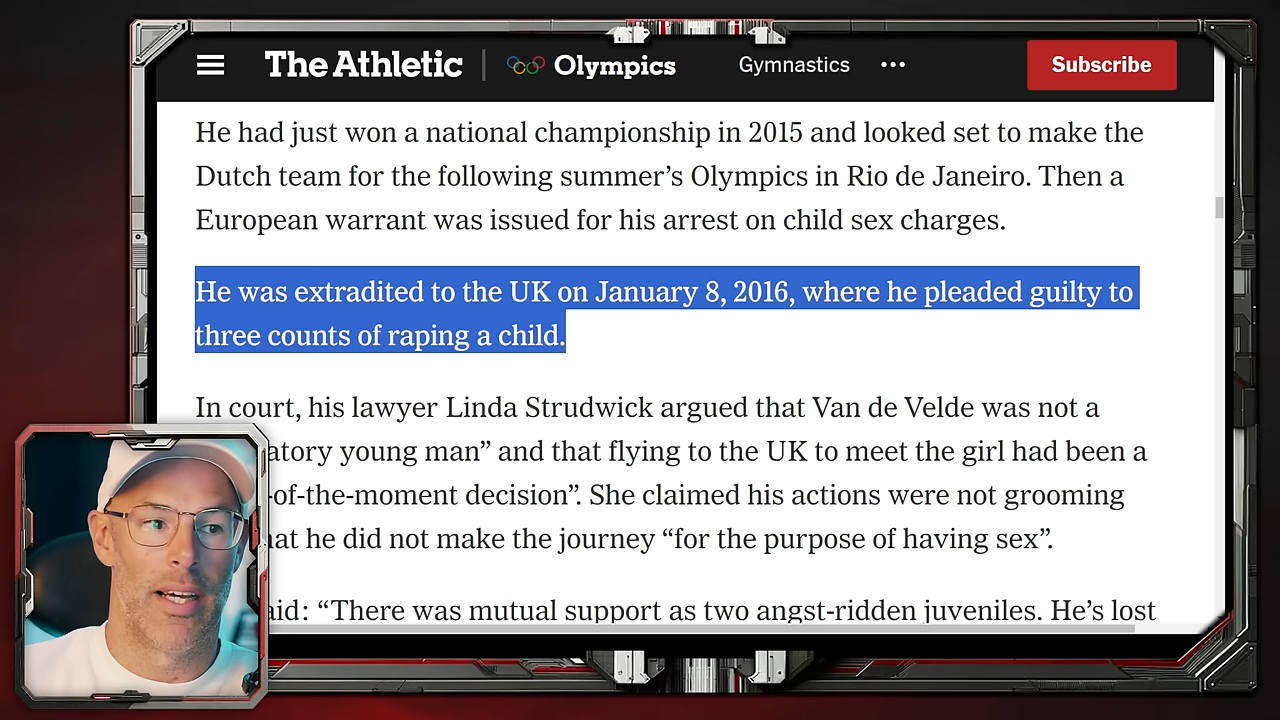 The Athletic Olympics Gymnastics ••• Subscribe
He had just won a national championship in 2015 and looked set to make the
Dutch team for the following summer’s Olympics in Rio de Janeiro. Then a
European warrant was issued for his arrest on child sex charges.
He was extradited to the UK on January 8, 2016, where he pleaded guilty to
three counts of raping a child.
In court, his lawyer Linda Strudwick argued that Van de Velde was not a
atory young man” and that flying to the UK to meet the girl had been a
-of-the-moment decision”. She claimed his actions were not grooming
hat he did not make the journey “for the purpose of having sex”.
aid: “There was mutual support as two angst-ridden juveniles. He’s lost